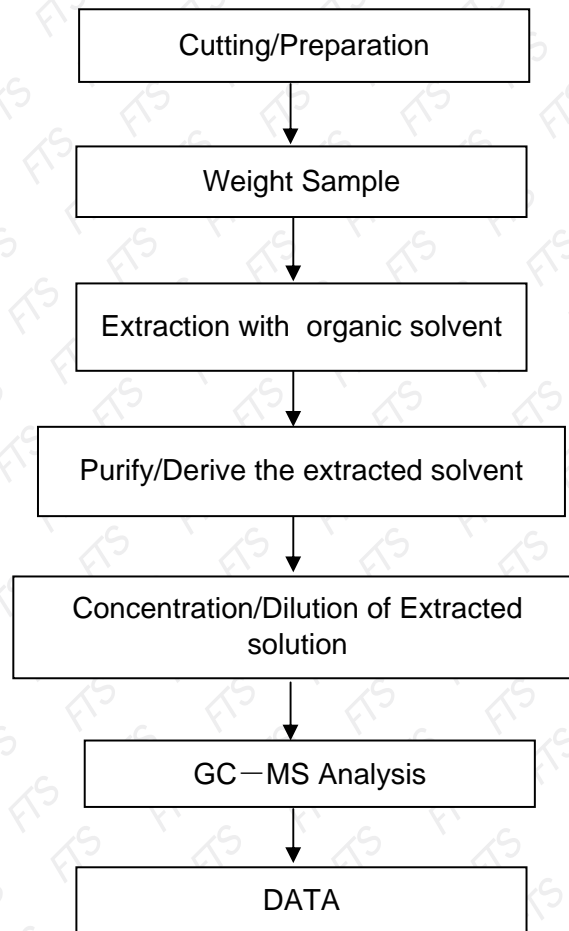 Cutting/Preparation
Weight Sample
Extraction with organic solvent
Purify/Derive the extracted solvent
Concentration/Dilution of Extracted
solution
GC－MS Analysis
DATA